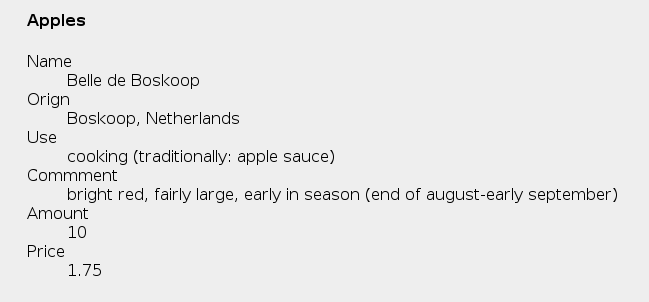 Apples
Name
Belle de Boskoop
Orign
Boskoop, Netherlands
Use
cooking (traditionally: apple sauce)
Commment
bright red, fairly large, early in season (end of august-early september)
Amount
10
Price
1.75